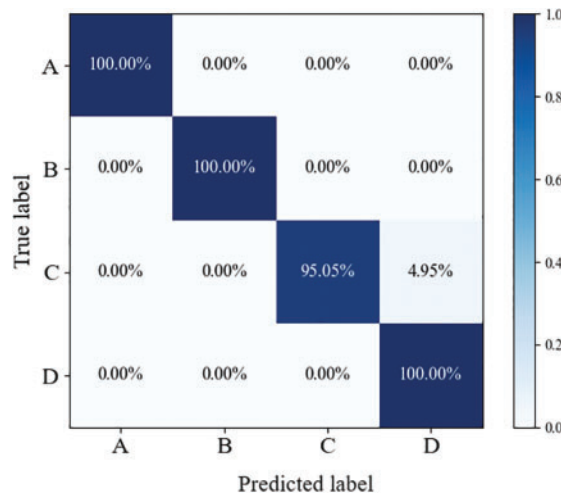 1.0
A 100.00% 0.00% 0.00% 0.00%
0.8
B 0.00% 100.00% 0.00% 0.00%
0.6
True label
0.4
C 0.00% 0.00% 95.05% 4.95%
0.2
D 0.00% 0.00% 0.00% 100.00%
0.0
A B C D
Predicted label